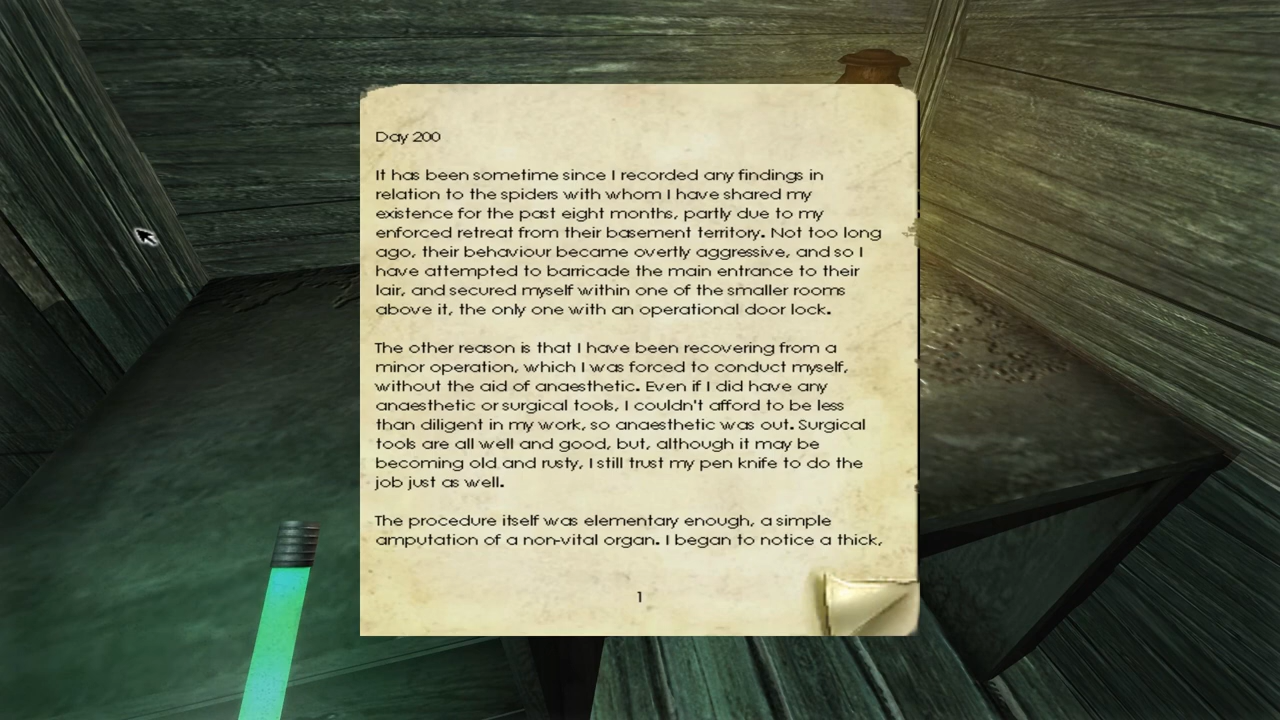 Day 200
It has been sometime since I recorded any findings in
relation to the spiders with whom I have shared my
existence for the past eight months, partly due to my
enforced retreat from their basement territory. Not too long
ago, their behaviour became overtly aggressive, and so I
have attempted to barricade the main entrance to their
lair, and secured myself within one of the smaller rooms
above it, the only one with an operational door lock.
The other reason is that I have been recovering from a
minor operation, which I was forced to conduct myself,
without the aid of anaesthetic. Even if I did have any
anaesthetic or surgical tools, I couldn't afford to be less
than diligent in my work, so anaesthetic was out. Surgical
tools are all well and good, but, although it may be
becoming old and rusty, I still trust my pen knife to do the
job just as well.
The procedure itself was elementary enough, a simple
amputation of a non-vital organ. I began to notice a thick,
1